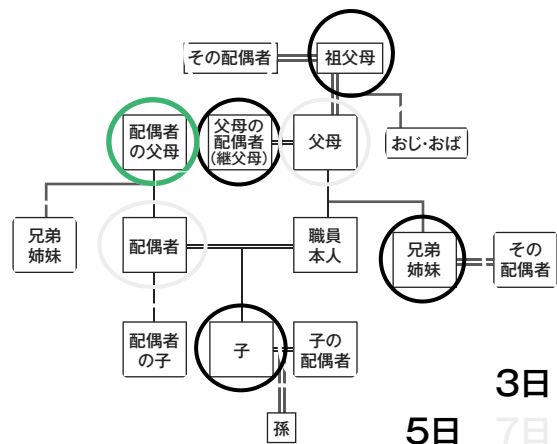 その配偶者
祖父母
配偶者
の父母
父母の
配偶者
(継父母)
父母
おじ・おば
兄弟
姉妹
配偶者
職員
本人
兄弟
姉妹
その
配偶者
配偶者
の子
子
子の
配偶者
孫
3日
5日
7日